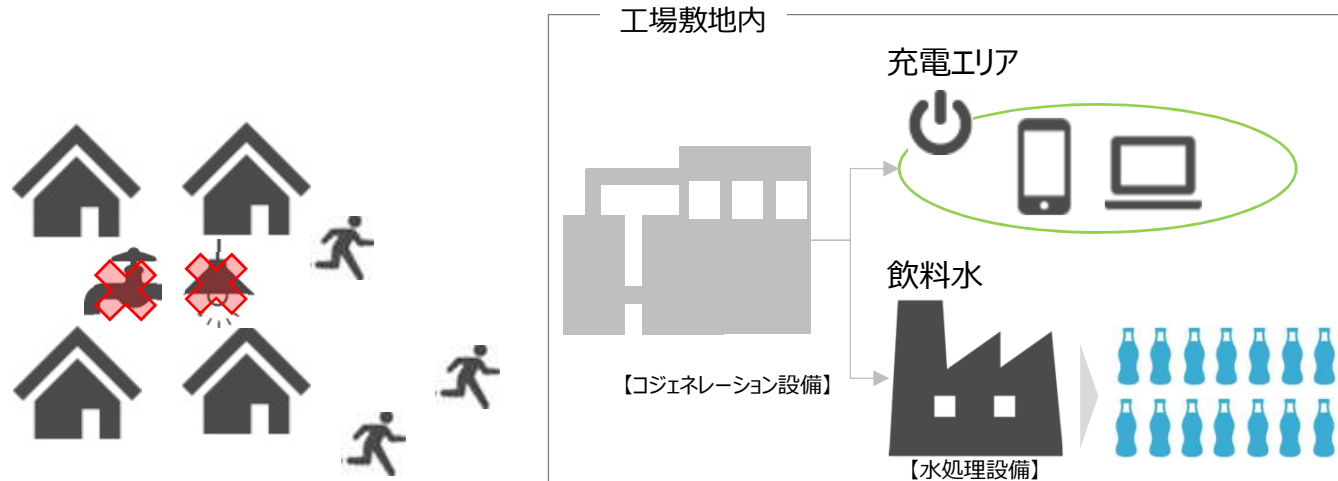 工場敷地内
充電エリア
飲料水
【コジェネレーション設備】
【水処理設備】